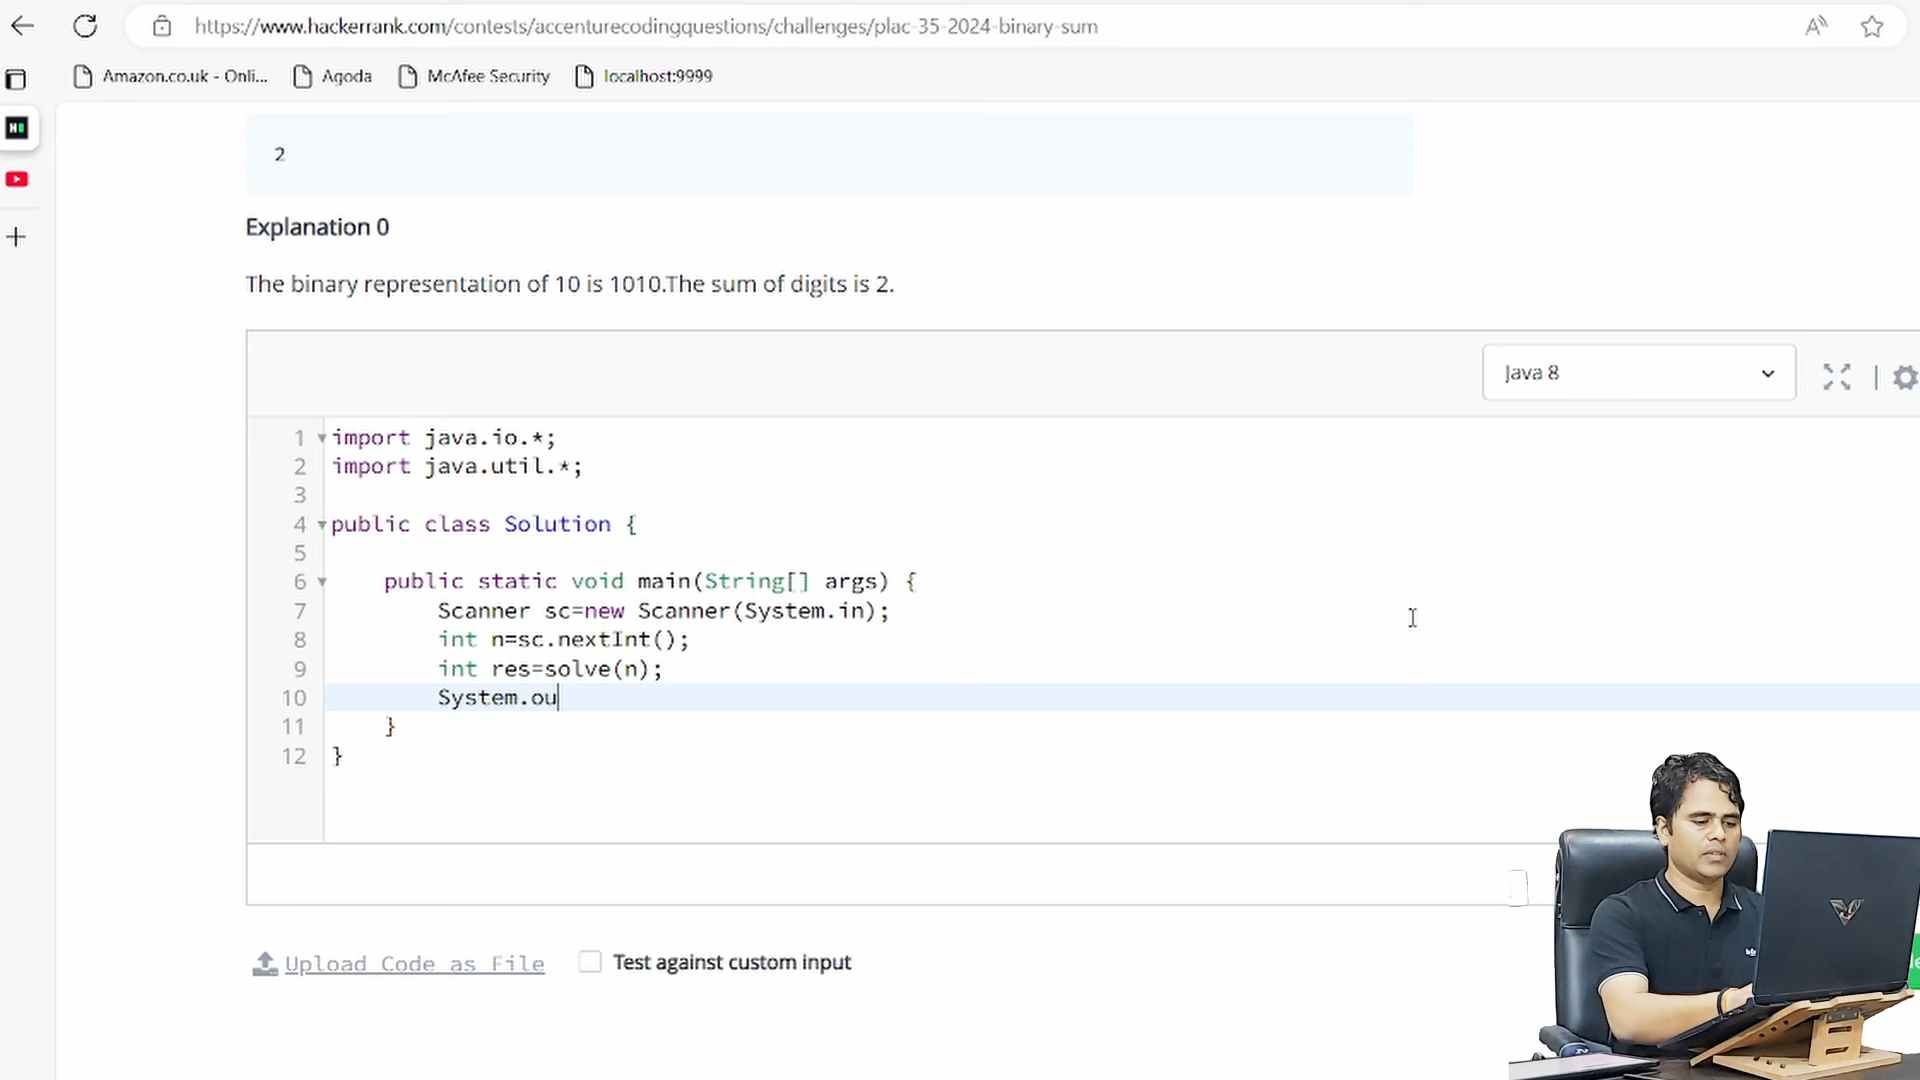 https://www.hackerrank.com/contests/accenturecodingquestions/challenges/plac-35-2024-binary-sum
Amazon.co.uk - Onli...
Agoda
McAfee Security
localhost:9999
2
Explanation 0
The binary representation of 10 is 1010.The sum of digits is 2.
Java 8
1 import java.io.*;
2 import java.util.*;
3
4 public class Solution {
5
6 public static void main(String[] args) {
7 Scanner sc=new Scanner(System.in);
8 int n=sc.nextInt();
9 int res=solve(n);
10 System.ou
11 }
12 }
Upload Code as File
Test against custom input